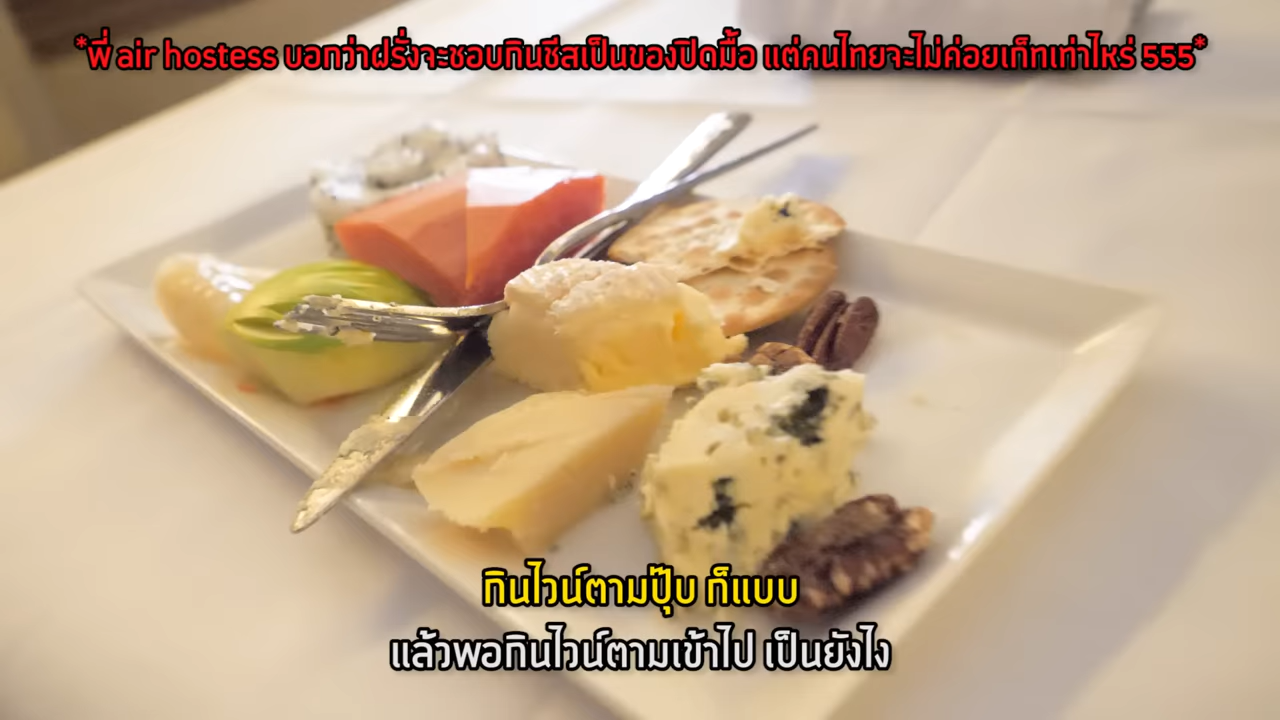 *พี่ air hostess บอกว่าฝรั่งจะชอบกินชีสเป็นของปิดมื้อ แต่คนไทยจะไม่ค่อยเก็ทเท่าไหร่ 555*
กินไวน์ตามปุ๊บ ก็แบบ
แล้วพอกินไวน์ตามเข้าไป เป็นยังไง